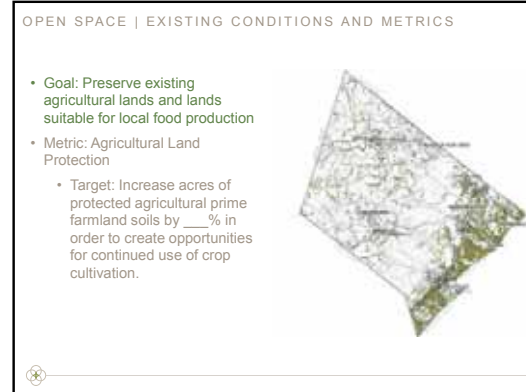 OPEN SPACE | EXISTING CONDITIONS AND METRICS
• Goal: Preserve existing
agricultural lands and lands
suitable for local food production
• Metric: Agricultural Land
Protection
• Target: Increase acres of
protected agricultural prime
farmland soils by ___% in
order to create opportunities
for continued use of crop
cultivation.